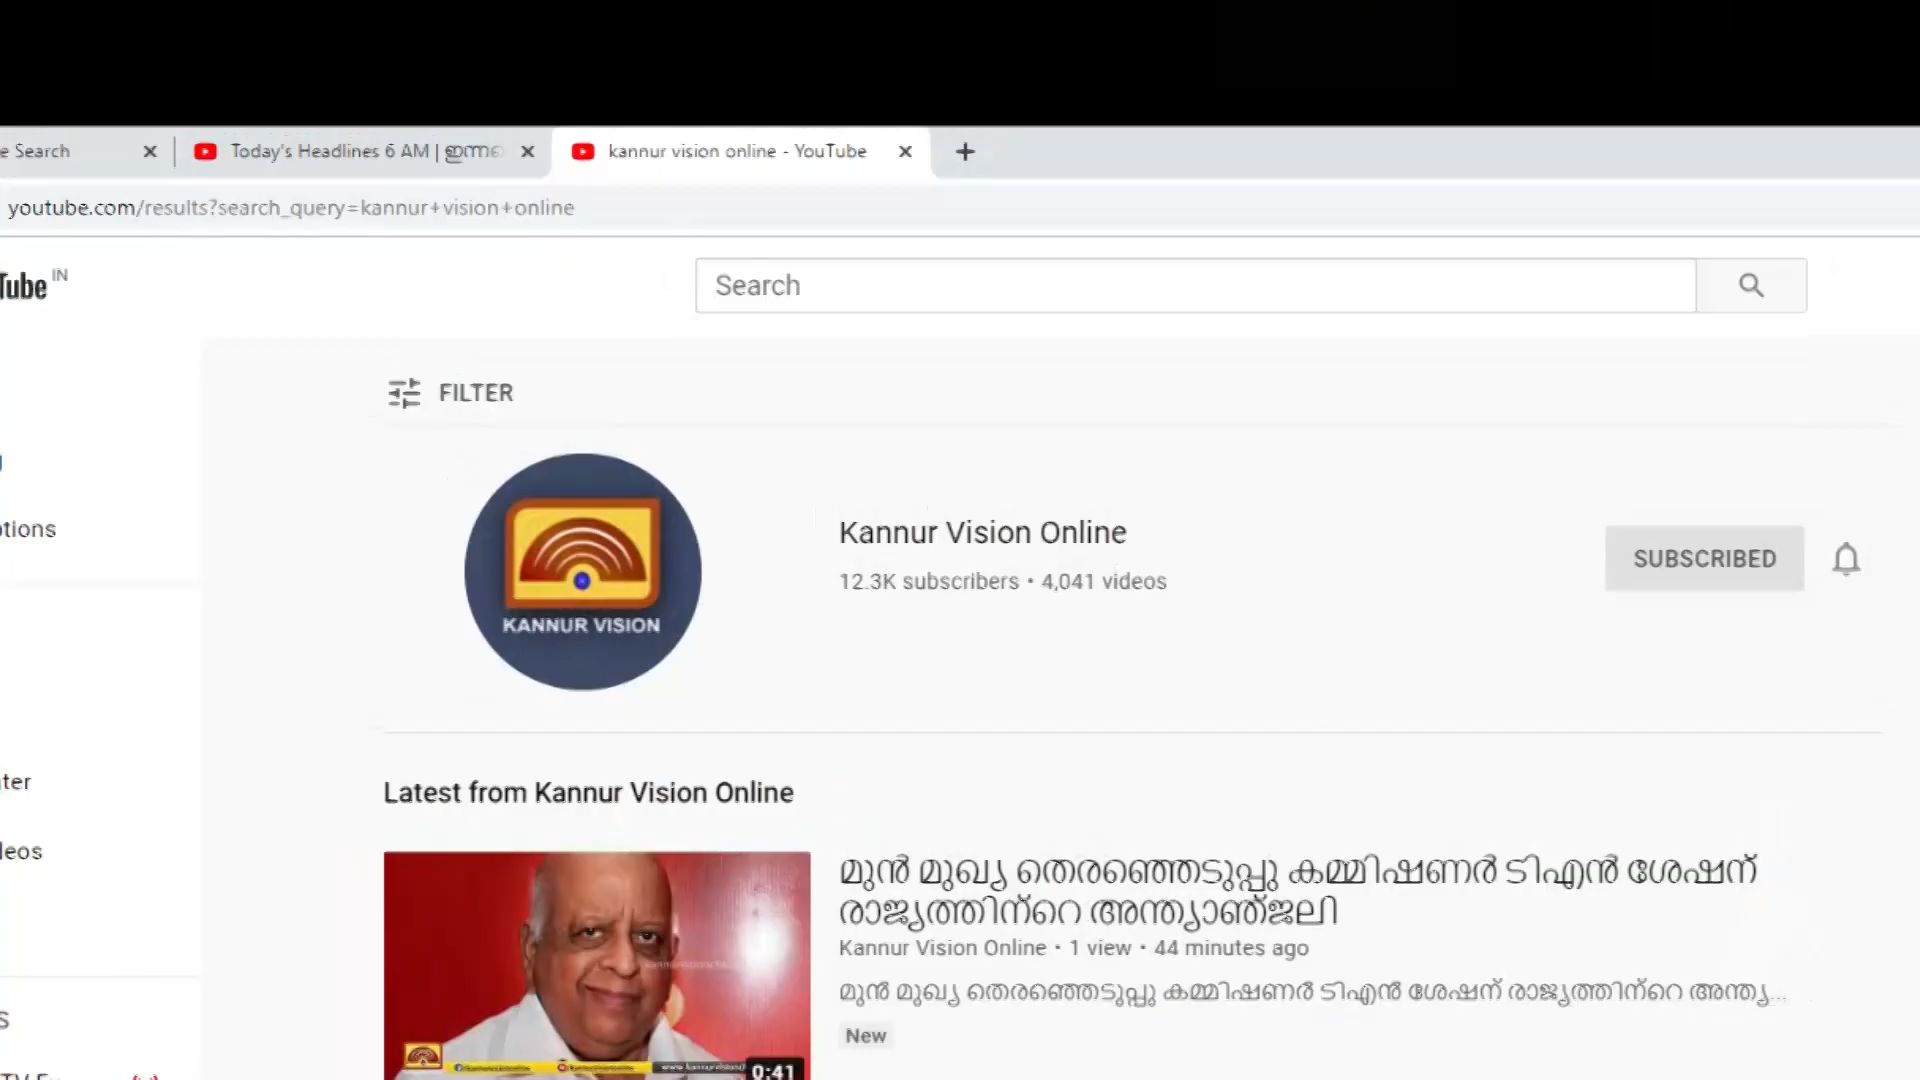 e Search
Today's Headlines 6 AM | ഇന്ന
kannur vision online - YouTube
youtube.com/results?search_query=kannur+vision+online
Tube IN
Search
FILTER
KANNUR VISION
Kannur Vision Online
12.3K subscribers • 4,041 videos
SUBSCRIBED
tions
ter
leos
Latest from Kannur Vision Online
മുൻ മുഖ്യ തെരഞ്ഞെടുപ്പു കമ്മിഷണർ ടിഎൻ ശേഷന്
രാജ്യത്തിന്റെ അന്ത്യാഞ്ജലി
Kannur Vision Online • 1 view • 44 minutes ago
മുൻ മുഖ്യ തെരഞ്ഞെടുപ്പു കമ്മിഷണർ ടിഎൻ ശേഷന് രാജ്യത്തിന്റെ അന്ത്യ...
New
S
0:41